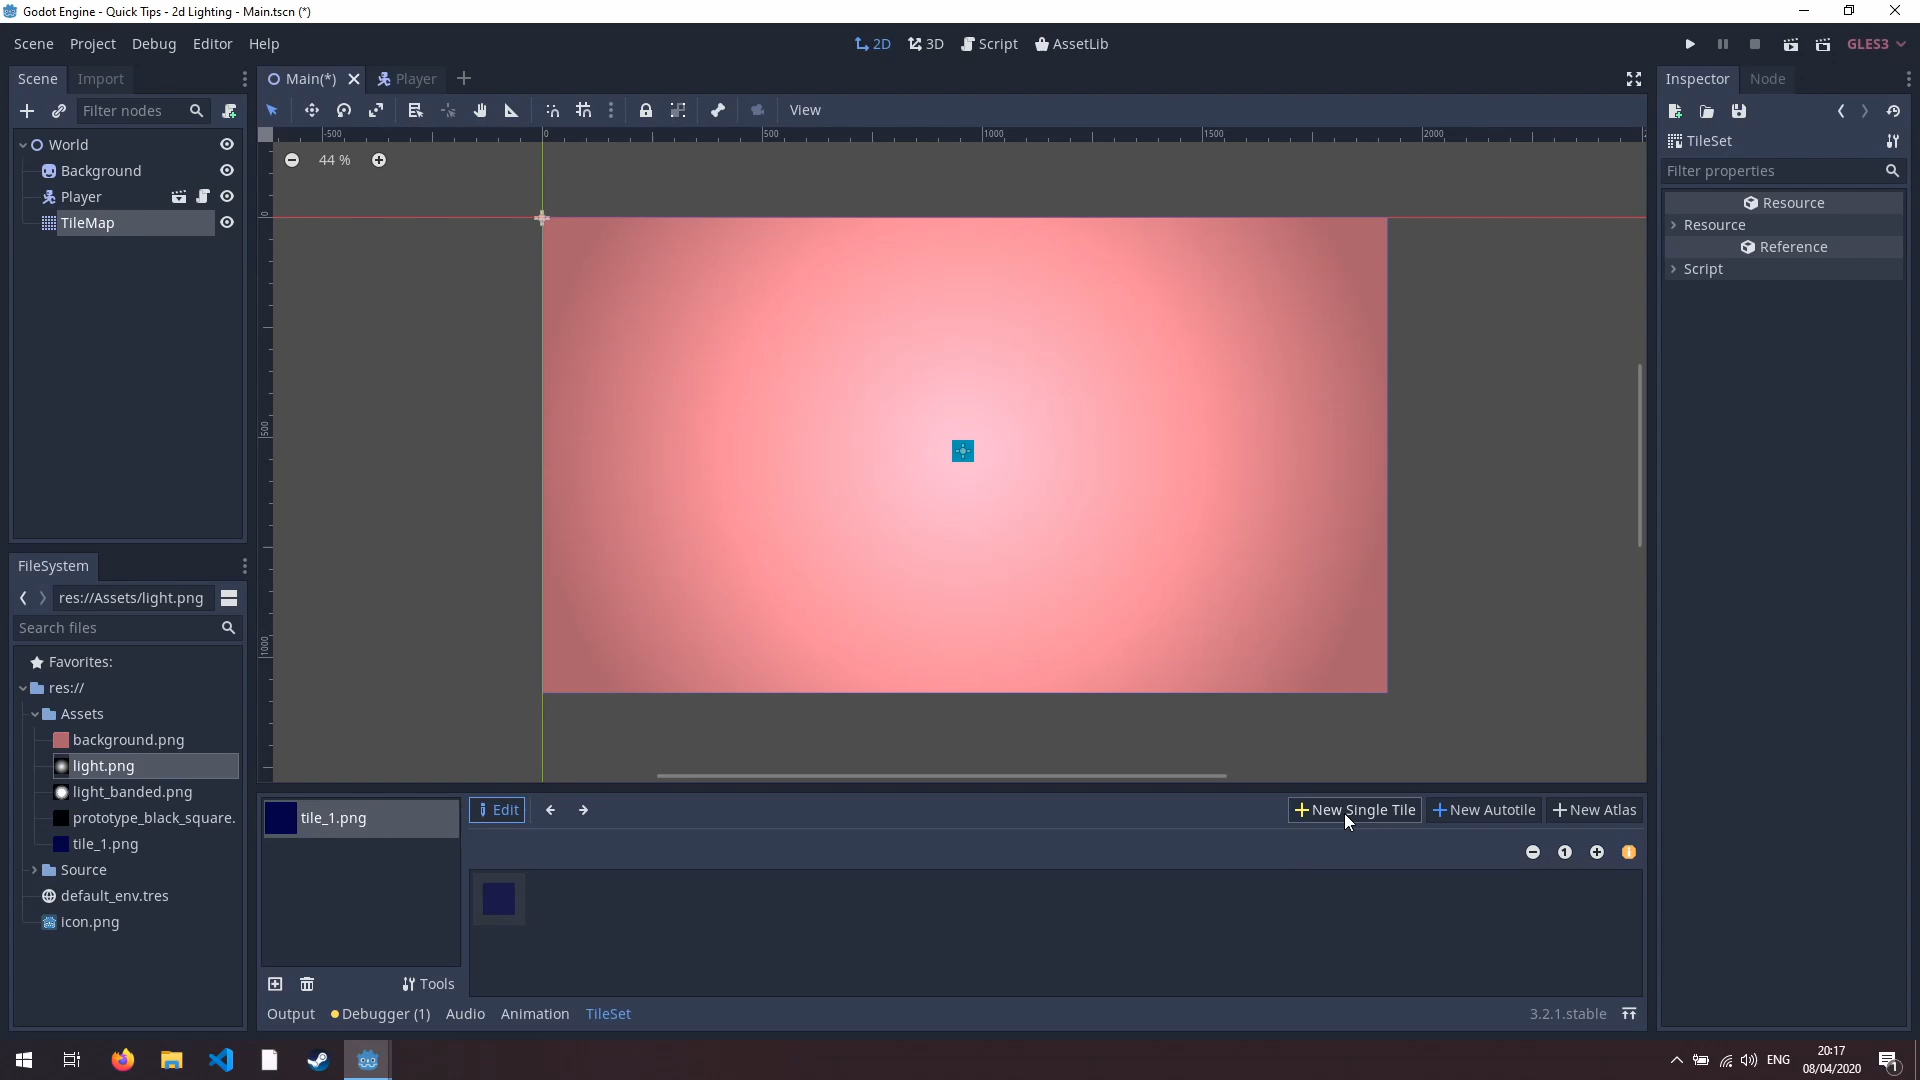 Godot Engine - Quick Tips - 2d Lighting - Main.tscn (*)
Scene Project Debug Editor Help
2D 3D Script AssetLib
GLES3
Scene Import
Main(*) Player
Inspector Node
Filter nodes
View
TileSet
Filter properties
Resource
Resource
Reference
Script
World
Background
Player
TileMap
-500 0 500 1000 1500 2000
44 %
0
500
1000
FileSystem
res://Assets/light.png
Search files
Favorites:
res://
Assets
background.png
light.png
light_banded.png
prototype_black_square.
tile_1.png
Source
default_env.tres
icon.png
tile_1.png
Edit
New Single Tile New Autotile New Atlas
1
Tools
Output Debugger (1) Audio Animation TileSet
3.2.1.stable
ENG
20:17
08/04/2020
1